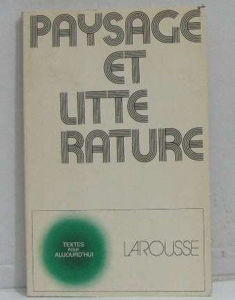 PAYSAGE
ET
LITTE
RATURE
TEXTES
POUR
AUJOURD'HUI
LAROUSSE